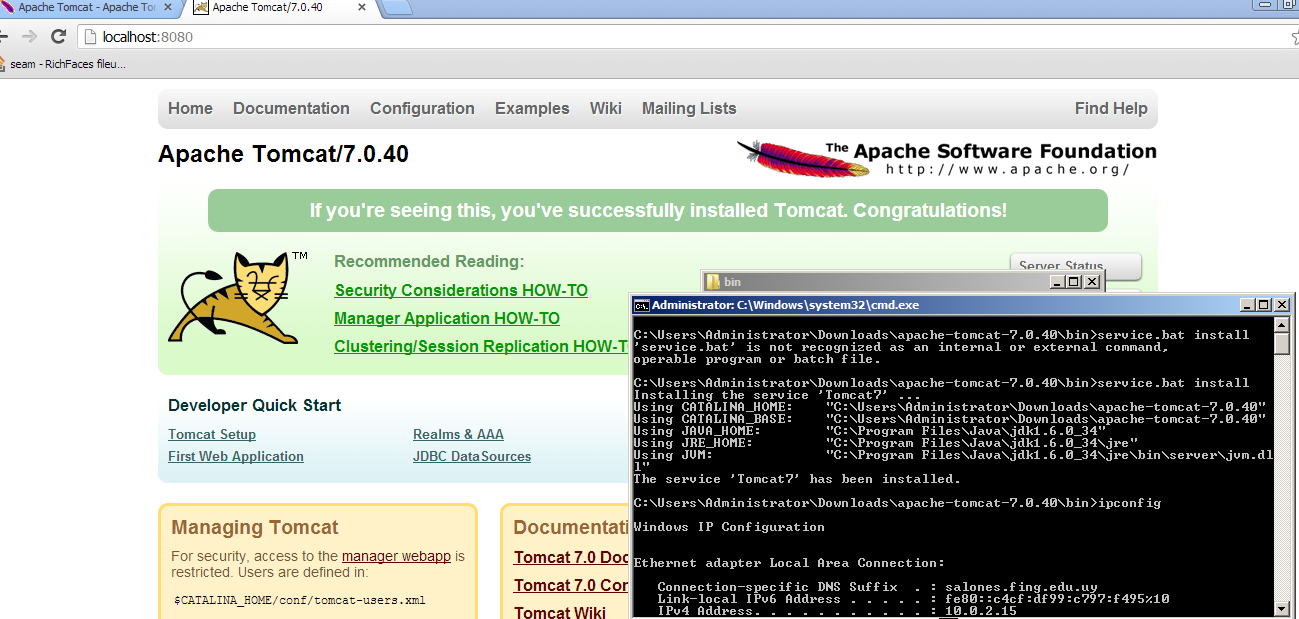 Apache Tomcat - Apache To
Apache Tomcat/7.0.40
localhost:8080
seam - RichFaces fileu...
Home Documentation Configuration Examples Wiki Mailing Lists Find Help
Apache Tomcat/7.0.40
The Apache Software Foundation
http://www.apache.org/
If you're seeing this, you've successfully installed Tomcat. Congratulations!
TM
Recommended Reading:
Security Considerations HOW-TO
Manager Application HOW-TO
Clustering/Session Replication HOW-T
Server Status
Developer Quick Start
Tomcat Setup
First Web Application
Realms & AAA
JDBC DataSources
Managing Tomcat
For security, access to the manager webapp is
restricted. Users are defined in:
$CATALINA_HOME/conf/tomcat-users.xml
Documentati
Tomcat 7.0 Doc
Tomcat 7.0 Con
Tomcat Wiki
bin
Administrator: C:\Windows\system32\cmd.exe
C:\Users\Administrator\Downloads\apache-tomcat-7.0.40\bin>service.bat install
'service.bat' is not recognized as an internal or external command,
operable program or batch file.
C:\Users\Administrator\Downloads\apache-tomcat-7.0.40\bin>service.bat install
Installing the service 'Tomcat7' ...
Using CATALINA_HOME: "C:\Users\Administrator\Downloads\apache-tomcat-7.0.40"
Using CATALINA_BASE: "C:\Users\Administrator\Downloads\apache-tomcat-7.0.40"
Using JAVA_HOME: "C:\Program Files\Java\jdk1.6.0_34"
Using JRE_HOME: "C:\Program Files\Java\jdk1.6.0_34\jre"
Using JVM: "C:\Program Files\Java\jdk1.6.0_34\jre\bin\server\jvm.dl
l"
The service 'Tomcat7' has been installed.
C:\Users\Administrator\Downloads\apache-tomcat-7.0.40\bin>ipconfig
Windows IP Configuration
Ethernet adapter Local Area Connection:
Connection-specific DNS Suffix . : salones.fing.edu.uy
Link-local IPv6 Address . . . . . : fe80::c4cf:df99:c797:f495%10
IPv4 Address. . . . . . . . . . . : 10.0.2.15